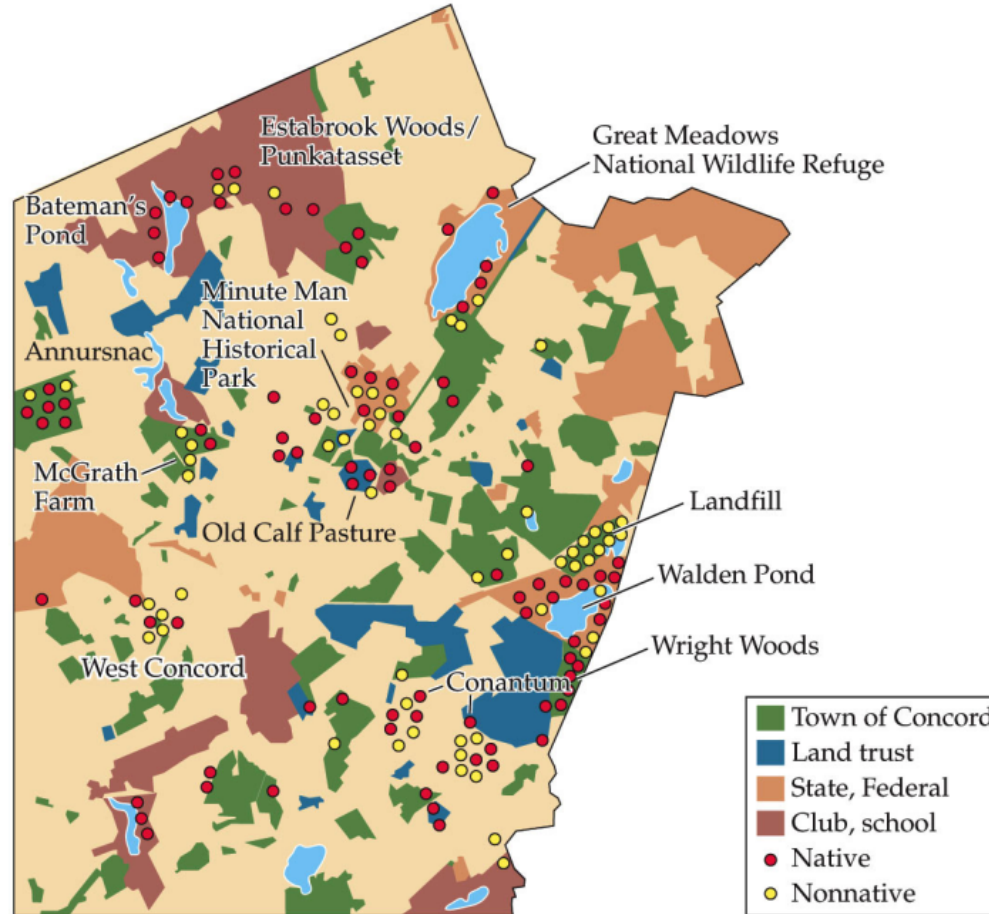 Estabrook Woods/
Punkatasset
Great Meadows
National Wildlife Refuge
Bateman's
Pond
Minute Man
National
Historical
Park
Annursnac
McGrath
Farm
Old Calf Pasture
Landfill
Walden Pond
Wright Woods
West Concord
Conantum
Town of Concord
Land trust
State, Federal
Club, school
Native
Nonnative